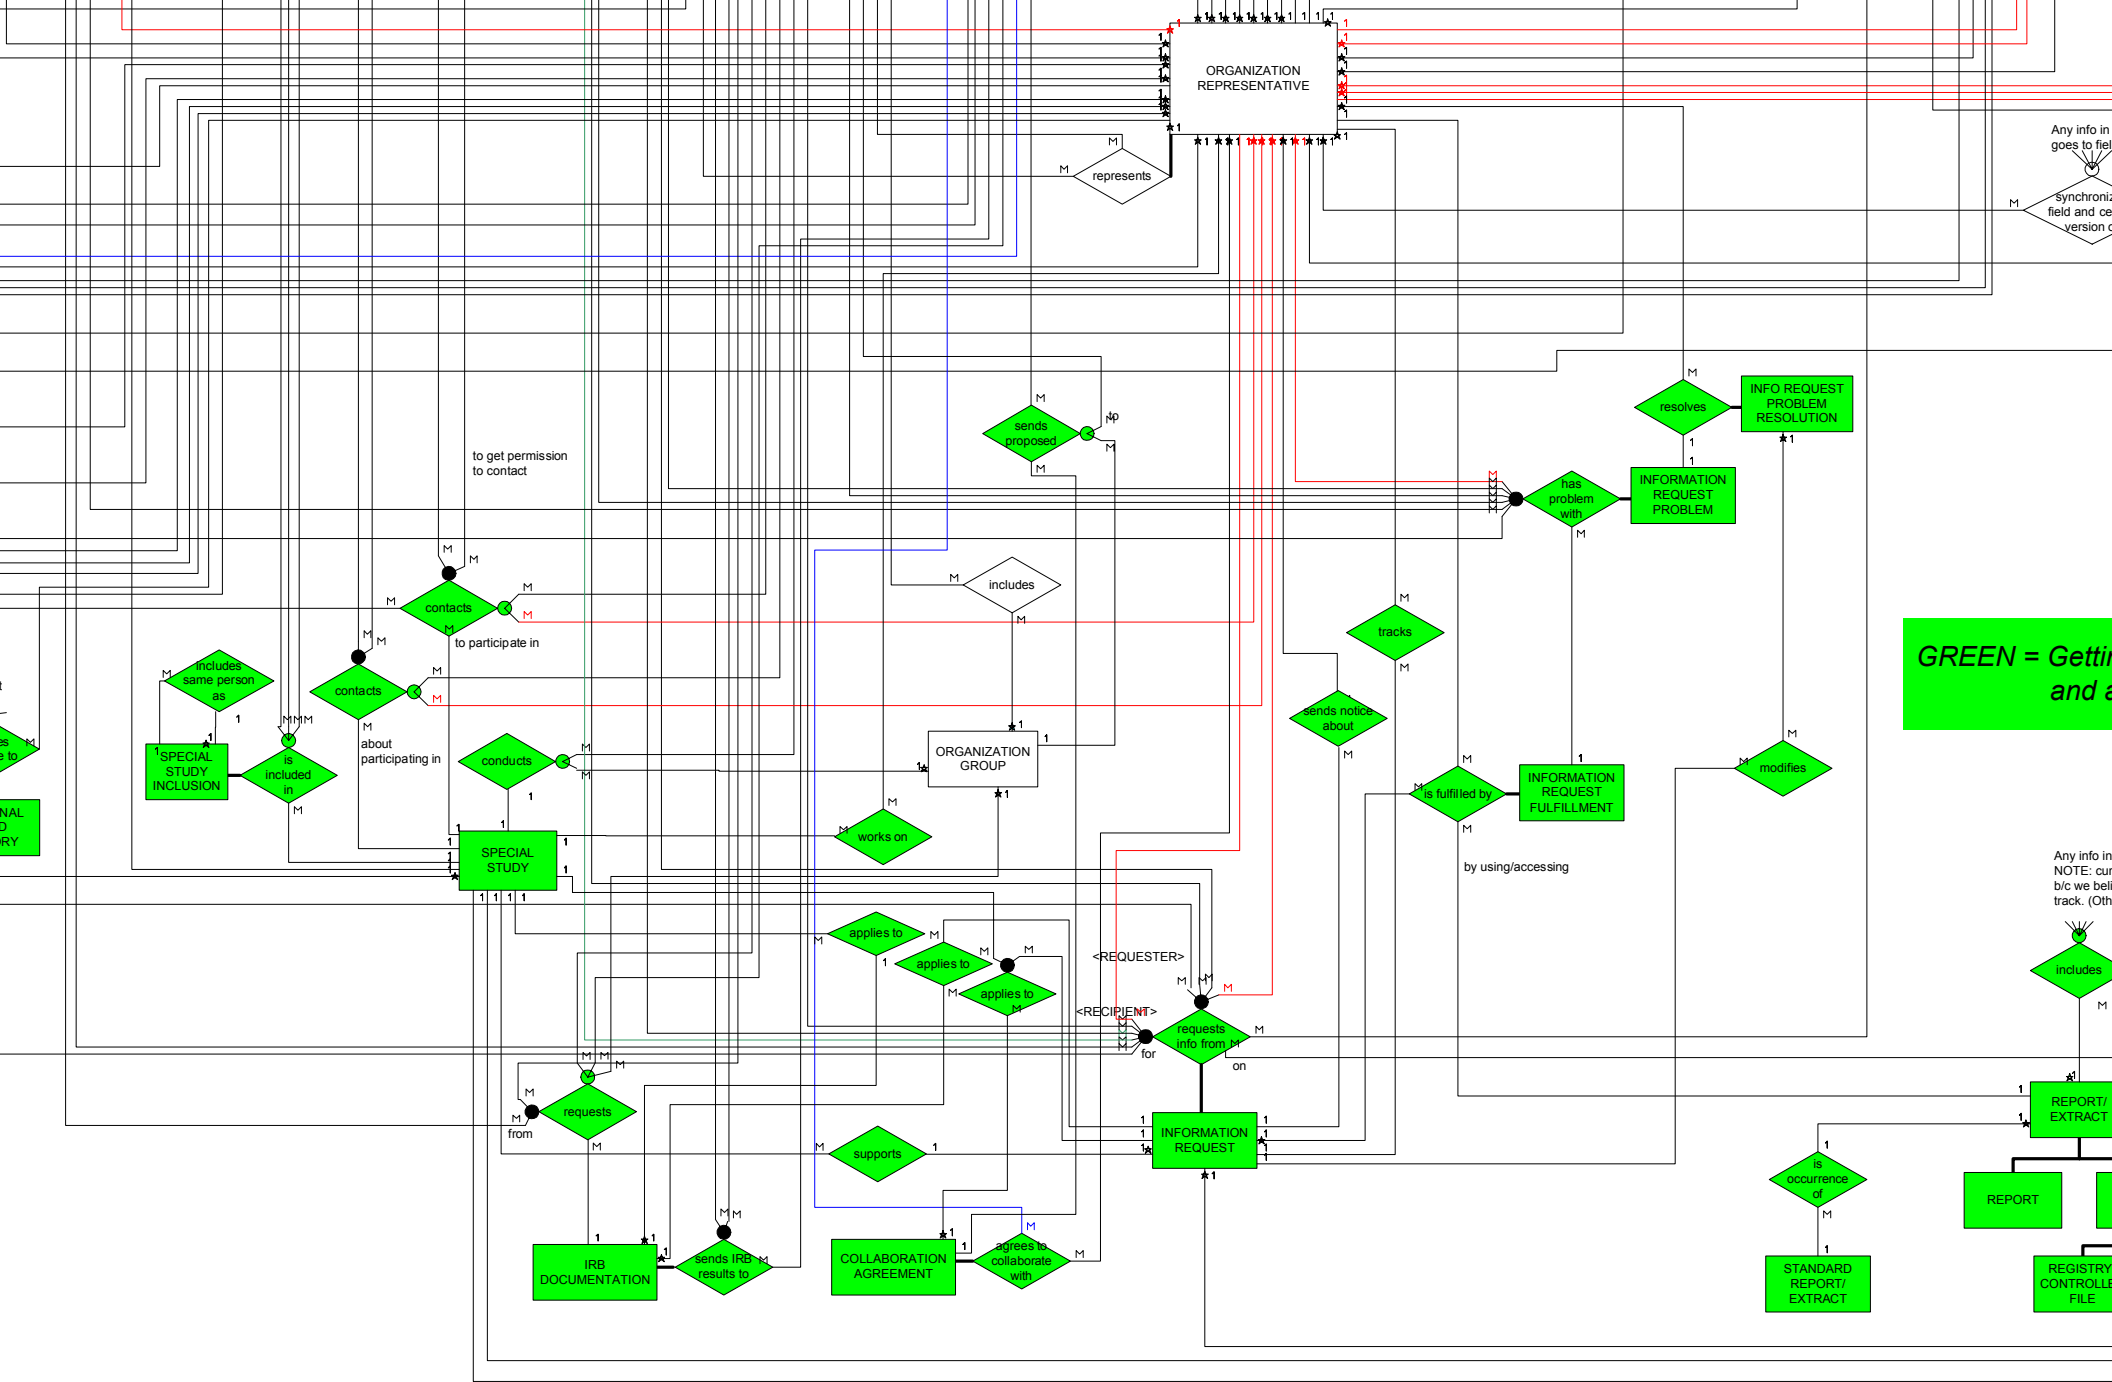 ORGANIZATION
REPRESENTATIVE
represents
Any info in
goes to fiel
synchroniz
field and ce
version o
to get permission
to contact
sends
proposed
to
resolves
INFO REQUEST
PROBLEM
RESOLUTION
has
problem
with
INFORMATION
REQUEST
PROBLEM
contacts
to participate in
includes
tracks
GREEN = Gettin
and a
includes
same person
as
contacts
about
participating in
sends notice
about
SPECIAL
STUDY
INCLUSION
is
included
in
conducts
ORGANIZATION
GROUP
is fulfilled by
INFORMATION
REQUEST
FULFILLMENT
modifies
es
e to
NAL
D
ORY
SPECIAL
STUDY
works on
by using/accessing
Any info in
NOTE: cur
b/c we beli
track. (Oth
applies to
applies to
applies to
<REQUESTER>
<RECIPIENT>
requests
info from
for
on
includes
requests
from
supports
INFORMATION
REQUEST
REPORT/
EXTRACT
is
occurrence
of
REPORT
IRB
DOCUMENTATION
sends IRB
results to
COLLABORATION
AGREEMENT
agrees to
collaborate
with
STANDARD
REPORT/
EXTRACT
REGISTRY
CONTROLLE
FILE